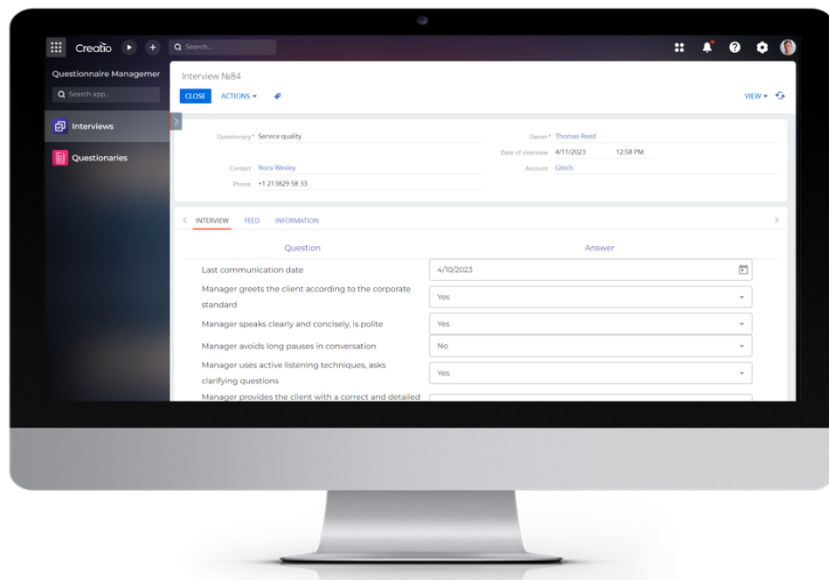 Creatio
Search...
Questionnaire Managemer
Search app...
Interviews
Questionaries
Interview №84
CLOSE ACTIONS VIEW
Questionary* Service quality
Owner* Thomas Reed
Date of interview 4/11/2023 12:58 PM
Contact Nora Wesley
Account Gtech
Phone +1 213829 58 33
INTERVIEW FEED INFORMATION
Question Answer
Last communication date 4/10/2023
Manager greets the client according to the corporate
standard
Yes
Manager speaks clearly and concisely, is polite Yes
Manager avoids long pauses in conversation No
Manager uses active listening techniques, asks
clarifying questions
Yes
Manager provides the client with a correct and detailed